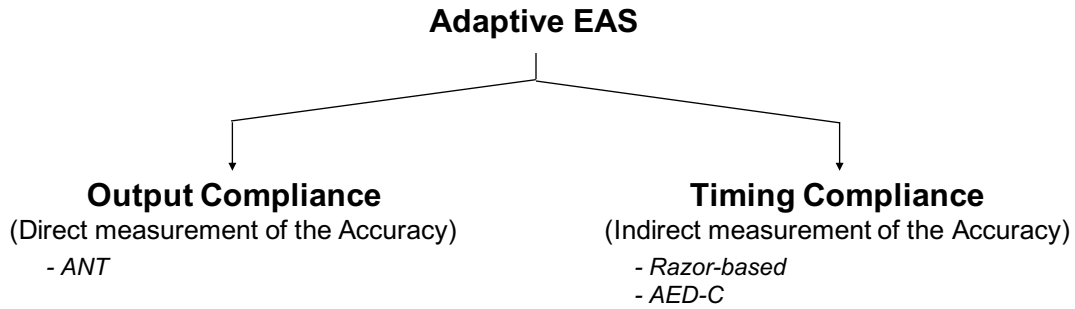 Adaptive EAS
Output Compliance
(Direct measurement of the Accuracy)
- ANT
Timing Compliance
(Indirect measurement of the Accuracy)
- Razor-based
- AED-C